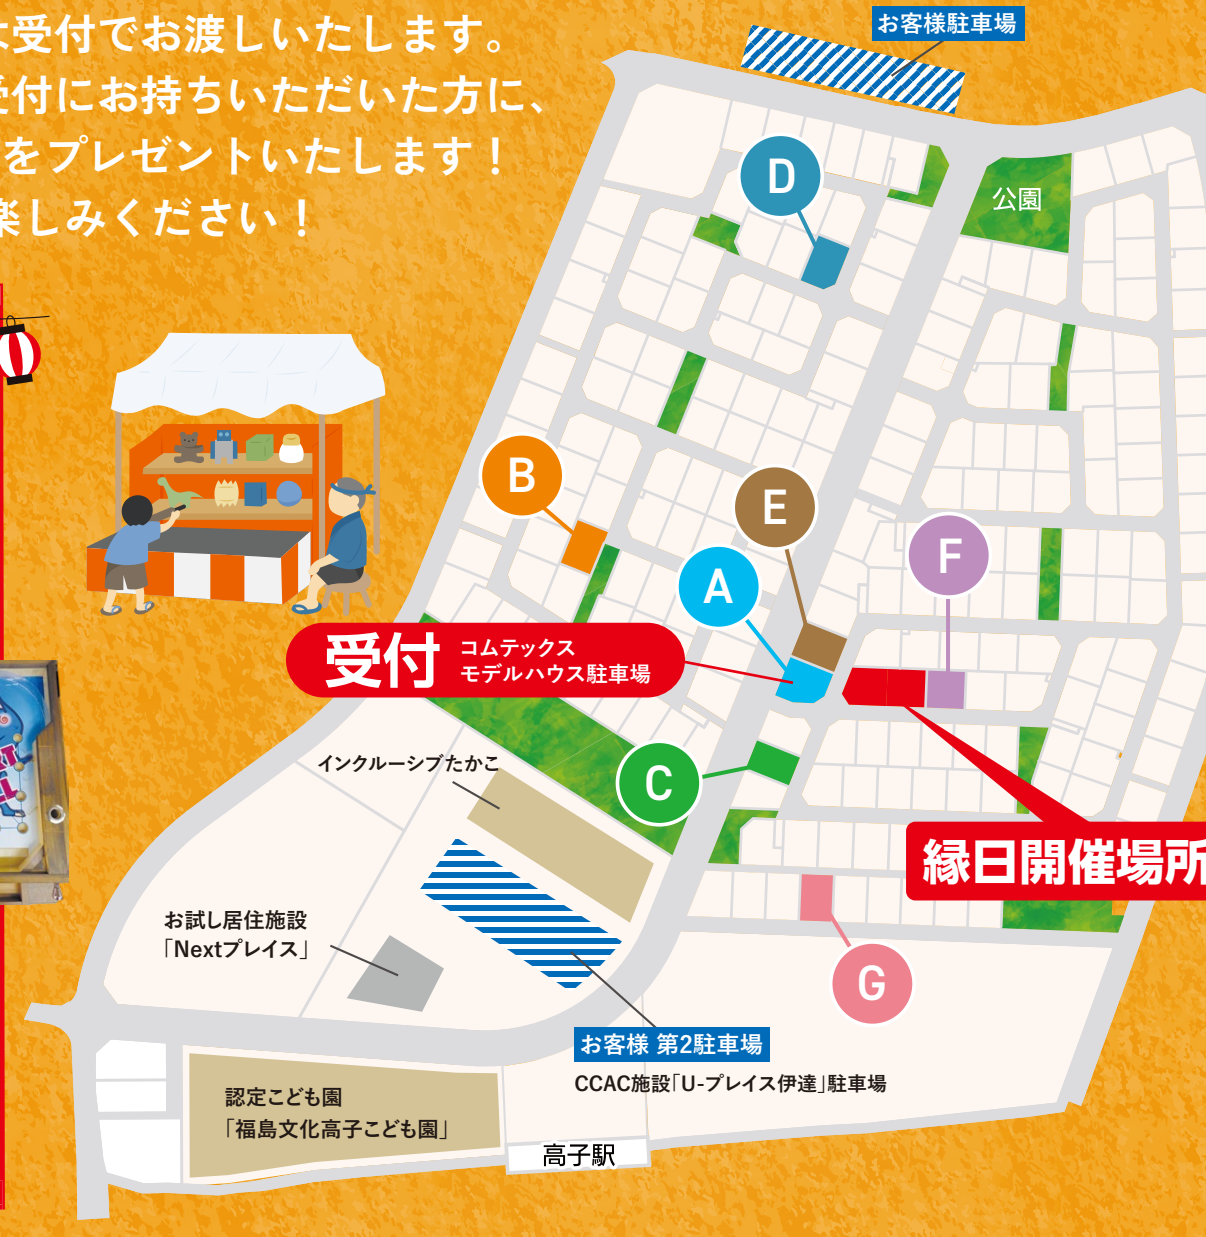 は受付でお渡しいたします。
受付にお持ちいただいた方に、
をプレゼントいたします！
楽しみください！
お客様駐車場
公園
D
B
E
F
A
受付
コムテックス
モデルハウス駐車場
C
インクルーシブたかこ
縁日開催場所
お試し居住施設
「Nextプレイス」
G
お客様 第2駐車場
CCAC施設「U-プレイス伊達」駐車場
認定こども園
「福島文化高子こども園」
高子駅